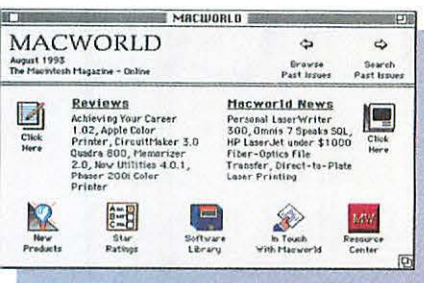 MACWORLD
MACWORLD
August 1993
The Macintosh Magazine - Online
Browse
Past Issues
Search
Past Issues
Click
Here
Reviews
Achieving Your Career
1.02, Apple Color
Printer, CircuitMaker 3.0
Quadra 800, Memorizer
2.0, Now Utilities 4.0.1,
Phaser 200i Color
Printer
Macworld News
Personal LaserWriter
300, Omnis 7 Speaks SQL,
HP LaserJet under $1000
Fiber-Optics File
Transfer, Direct-to-Plate
Laser Printing
Click
Here
New
Products
Star
Ratings
Software
Library
In Touch
With Macworld
MW
Resource
Center